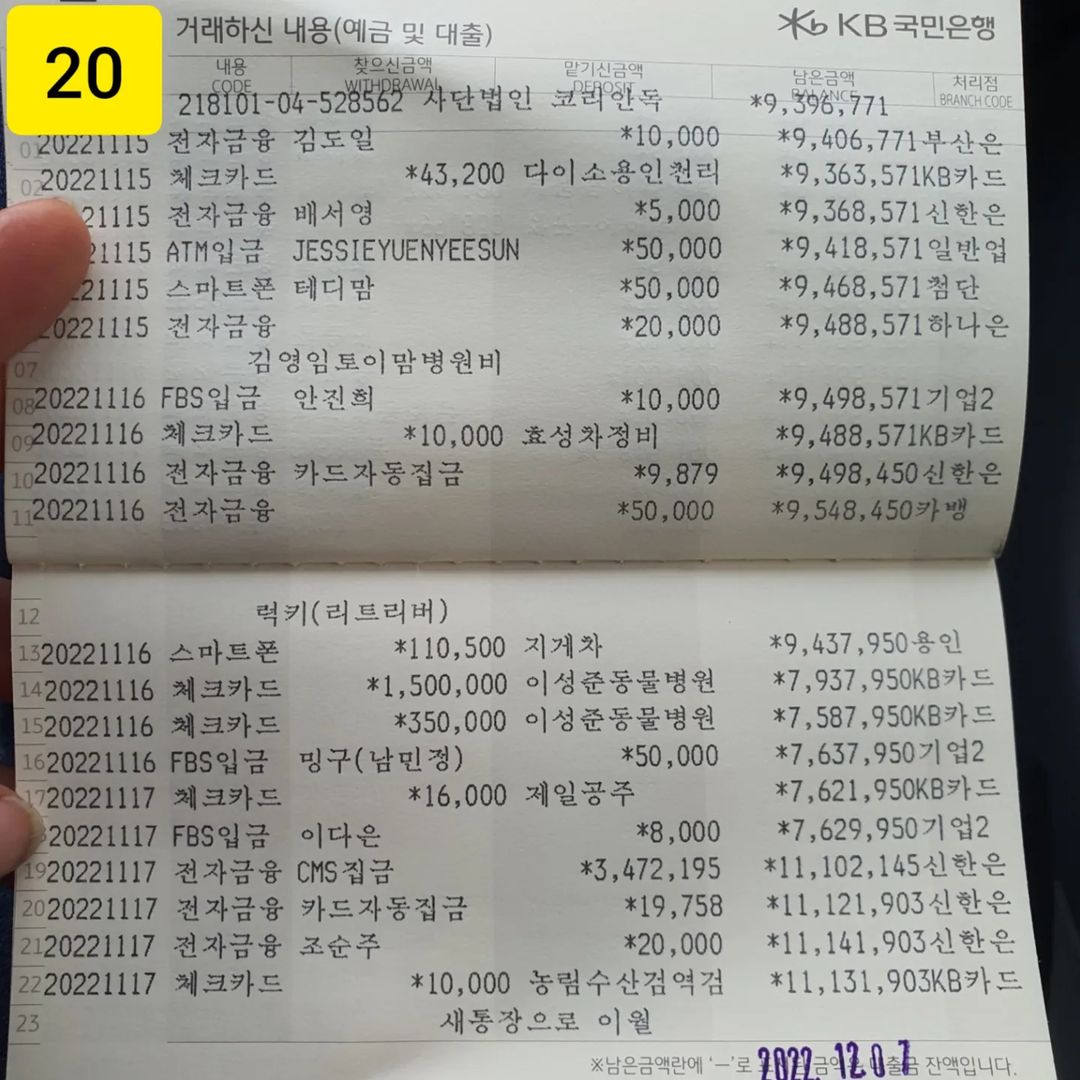 20
거래하신 내용(예금 및 대출) KB국민은행
내용 찾으신금액 맡기신금액 남은금액 처리점
CODE WITHDRAWAL DEPOSIT BALANCE BRANCH CODE
218101-04-528562 사단법인 코리안독 *9,396,771
01 20221115 전자금융 김도일 *10,000 *9,406,771부산은
02 20221115 체크카드 *43,200 다이소용인천리 *9,363,571KB카드
21115 전자금융 배서영 *5,000 *9,368,571신한은
21115 ATM입금 JESSIEYUENYEESUN *50,000 *9,418,571일반업
21115 스마트폰 테디맘 *50,000 *9,468,571첨단
20221115 전자금융 *20,000 *9,488,571하나은
07 김영임토이맘병원비
08 20221116 FBS입금 안진희 *10,000 *9,498,571기업2
09 20221116 체크카드 *10,000 효성차정비 *9,488,571KB카드
10 20221116 전자금융 카드자동집금 *9,879 *9,498,450신한은
11 20221116 전자금융 *50,000 *9,548,450카뱅
12 럭키(리트리버)
13 20221116 스마트폰 *110,500 지게차 *9,437,950용인
14 20221116 체크카드 *1,500,000 이성준동물병원 *7,937,950KB카드
15 20221116 체크카드 *350,000 이성준동물병원 *7,587,950KB카드
16 20221116 FBS입금 밍구(남민정) *50,000 *7,637,950기업2
17 20221117 체크카드 *16,000 제일공주 *7,621,950KB카드
20221117 FBS입금 이다은 *8,000 *7,629,950기업2
19 20221117 전자금융 CMS집금 *3,472,195 *11,102,145신한은
20 20221117 전자금융 카드자동집금 *19,758 *11,121,903신한은
21 20221117 전자금융 조순주 *20,000 *11,141,903신한은
22 20221117 체크카드 *10,000 농림수산검역검 *11,131,903KB카드
23 새통장으로 이월
※남은금액란에 '－'로 금액은 대출금 잔액입니다.
2022. 12 07